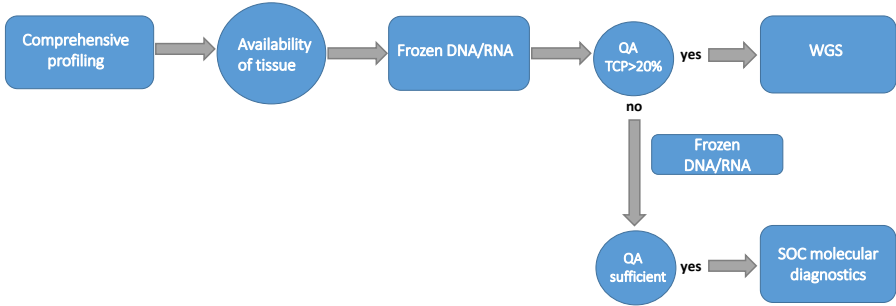 Comprehensive
profiling
Availability
of tissue
Frozen DNA/RNA
QA
TCP>20%
yes
WGS
no
Frozen
DNA/RNA
QA
sufficient
yes
SOC molecular
diagnostics